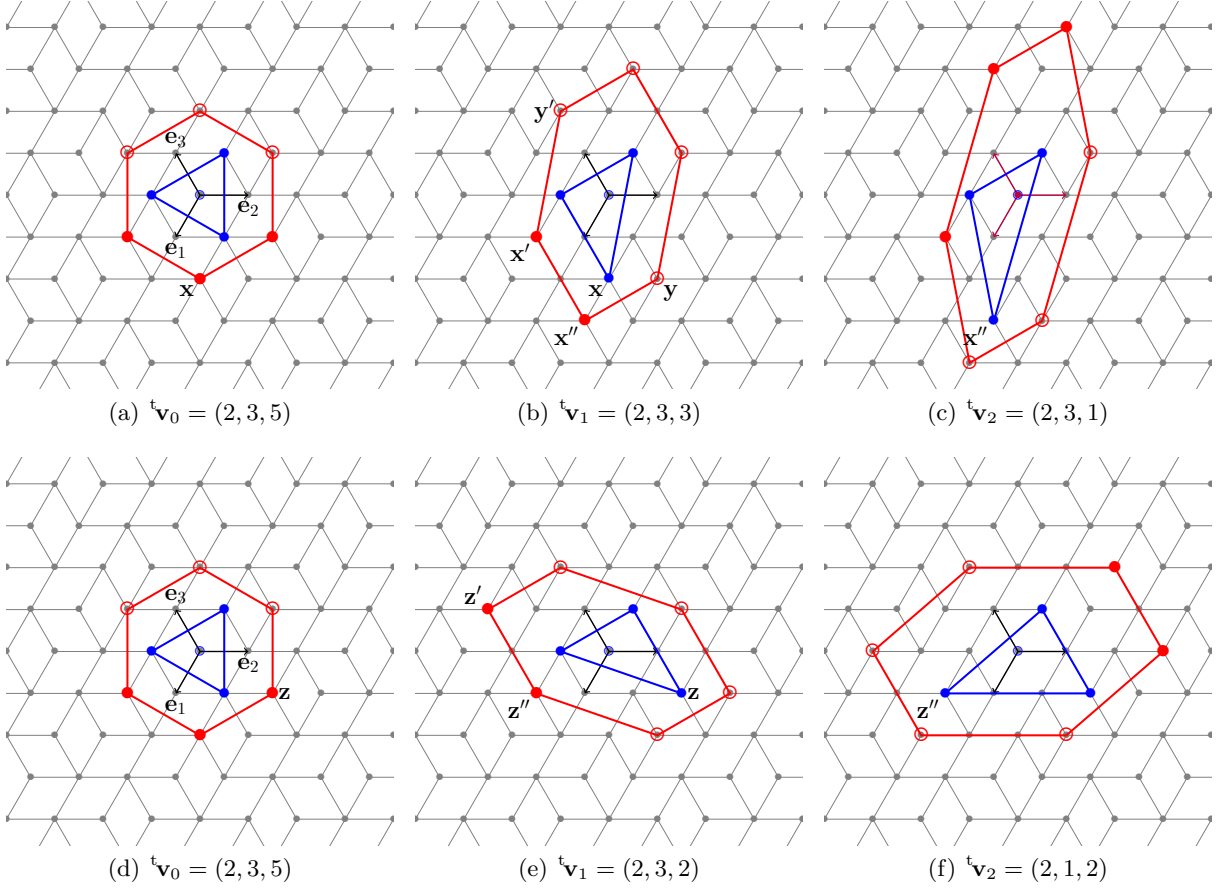 e₃
e₂
e₁
x
(a) ᵗv₀ = (2, 3, 5)
y′
x′
x
y
x″
(b) ᵗv₁ = (2, 3, 3)
x″
(c) ᵗv₂ = (2, 3, 1)
e₃
e₂
e₁
z
(d) ᵗv₀ = (2, 3, 5)
z′
z
z″
(e) ᵗv₁ = (2, 3, 2)
z″
(f) ᵗv₂ = (2, 1, 2)